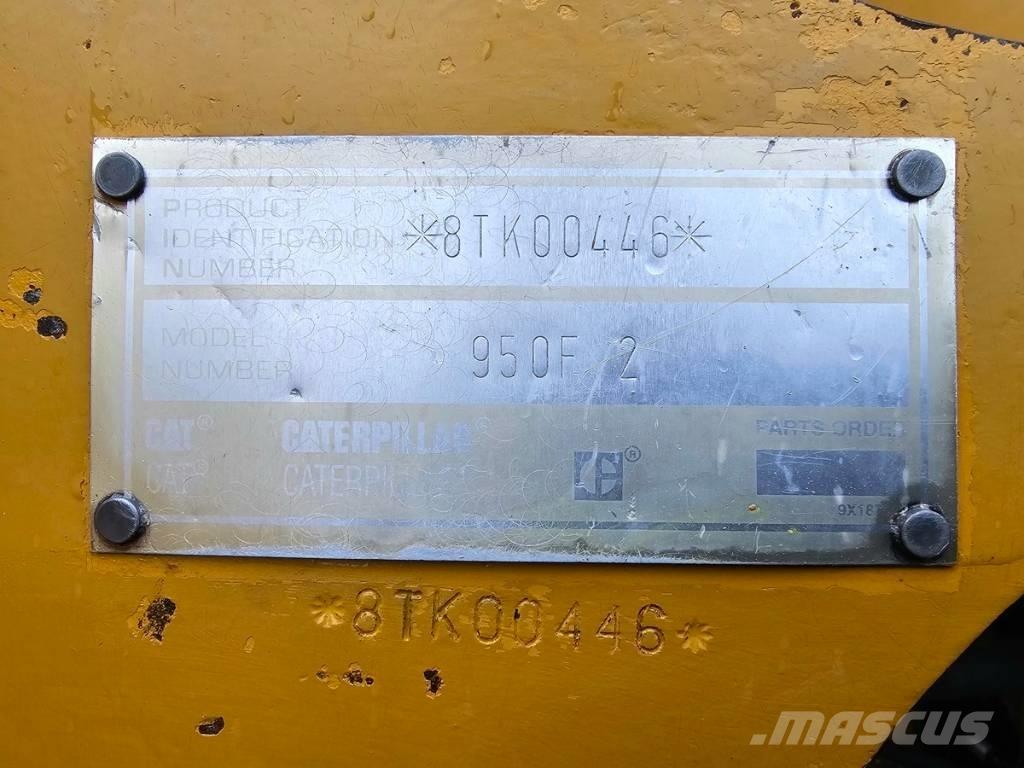 PRODUCT
IDENTIFICATION
NUMBER
*8TK00446*
MODEL
NUMBER
950F 2
CAT®
CATERPILLAR
CAT®
PARTS ORDER
*8TK00446*
MASCUS